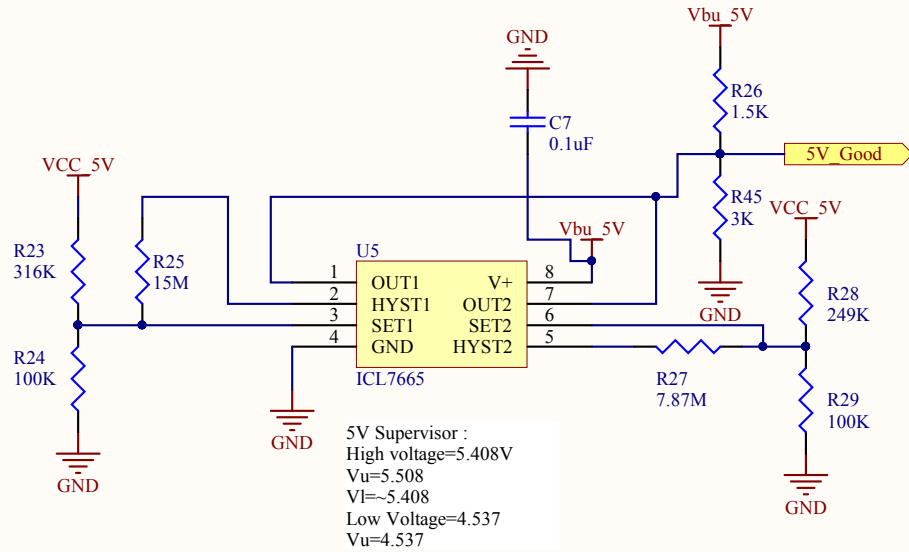 Vbu_5V
GND
R26
1.5K
C7
0.1uF
5V_Good
VCC_5V
R45
3K
VCC_5V
Vbu_5V
R23
316K
R25
15M
U5
1 OUT1 V+ 8
2 HYST1 OUT2 7
3 SET1 SET2 6
4 GND HYST2 5
GND
R28
249K
R24
100K
ICL7665
R27
7.87M
R29
100K
GND
GND
GND
5V Supervisor :
High voltage=5.408V
Vu=5.508
Vl=~5.408
Low Voltage=4.537
Vu=4.537